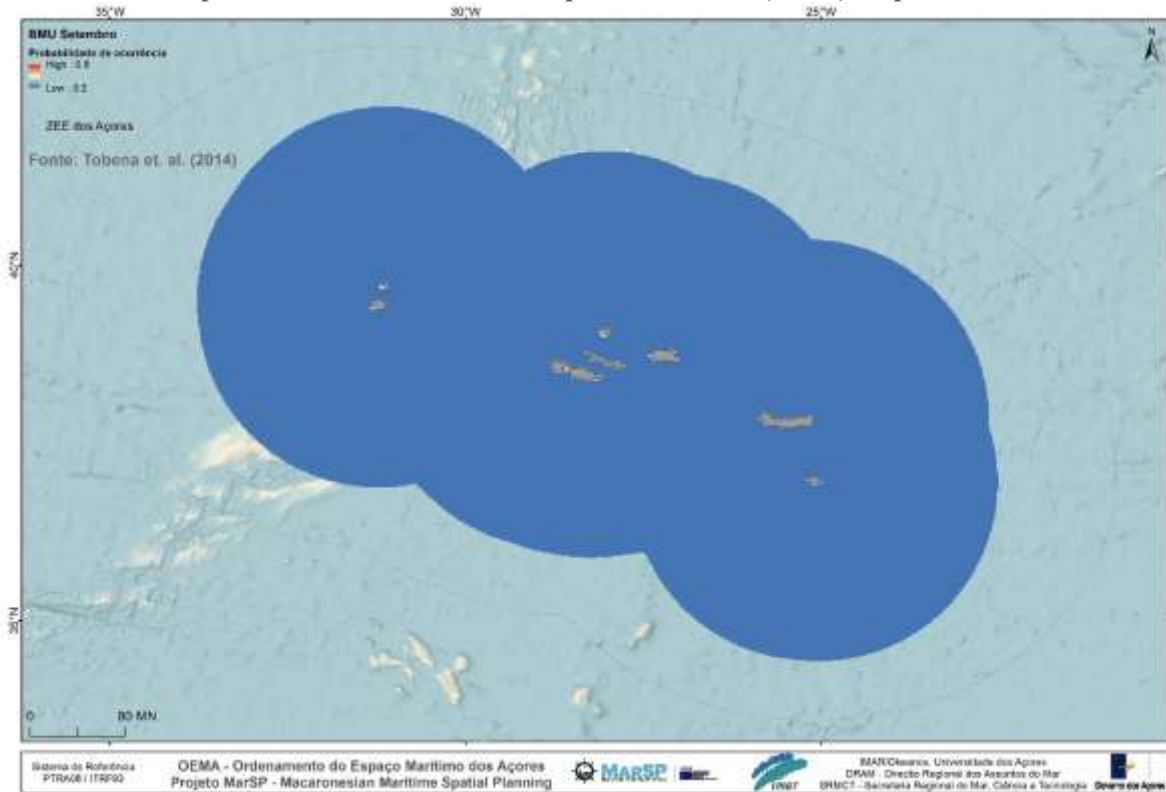 35°W 30°W 25°W
BMU Setembro
Probabilidade de ocorrência
High : 0.8
Low : 0.2
ZEE dos Açores
Fonte: Tobena et. al. (2014)
N
40°N
35°N
0 80 MN
Sistema de Referência
PTRA08 / ITRF93
OEMA - Ordenamento do Espaço Marítimo dos Açores
Projeto MarSP - Macaronesian Maritime Spatial Planning
MARSP
IMAR/Okeanos, Universidade dos Açores
DRAM - Direcção Regional dos Assuntos do Mar
SRMCT - Secretaria Regional do Mar, Ciência e Tecnologia
Governo dos Açores